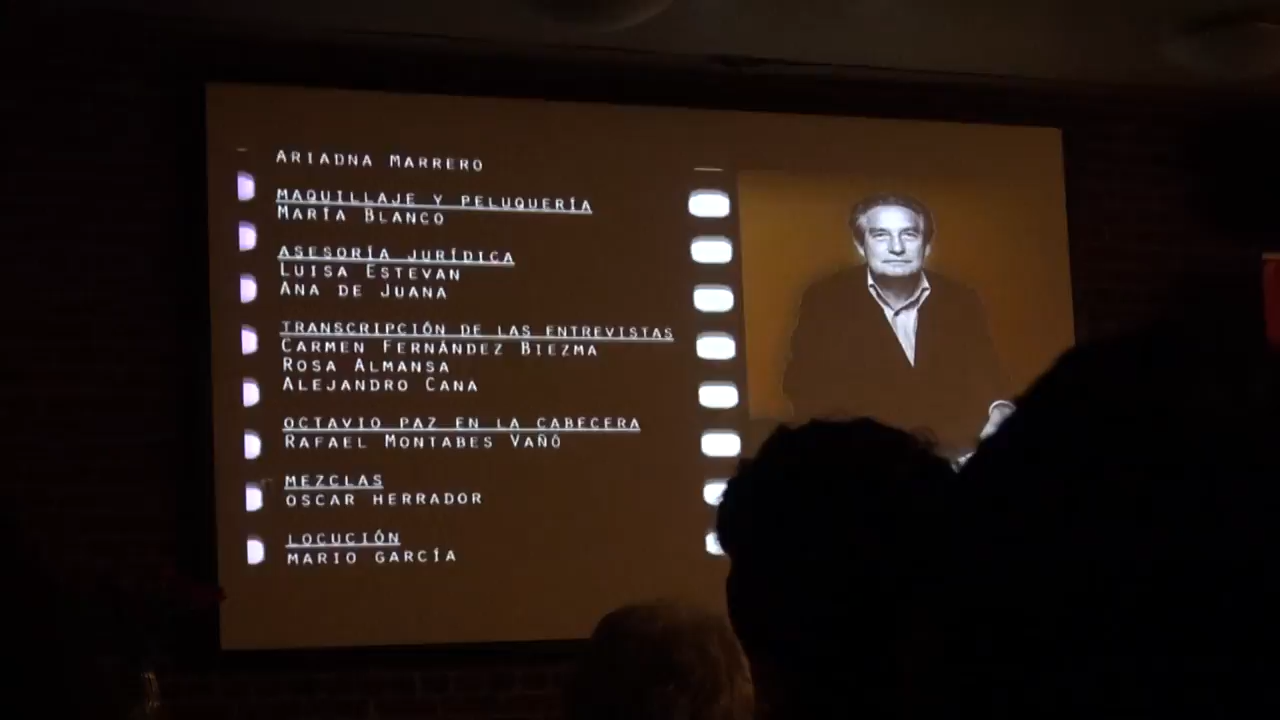 ARIADNA MARRERO
MAQUILLAJE Y PELUQUERÍA
MARÍA BLANCO
ASESORÍA JURÍDICA
LUISA ESTEVAN
ANA DE JUANA
TRANSCRIPCIÓN DE LAS ENTREVISTAS
CARMEN FERNÁNDEZ BIEZMA
ROSA ALMANSA
ALEJANDRO CANA
OCTAVIO PAZ EN LA CABECERA
RAFAEL MONTABES VAÑÓ
MEZCLAS
OSCAR HERRADOR
LOCUCIÓN
MARIO GARCÍA